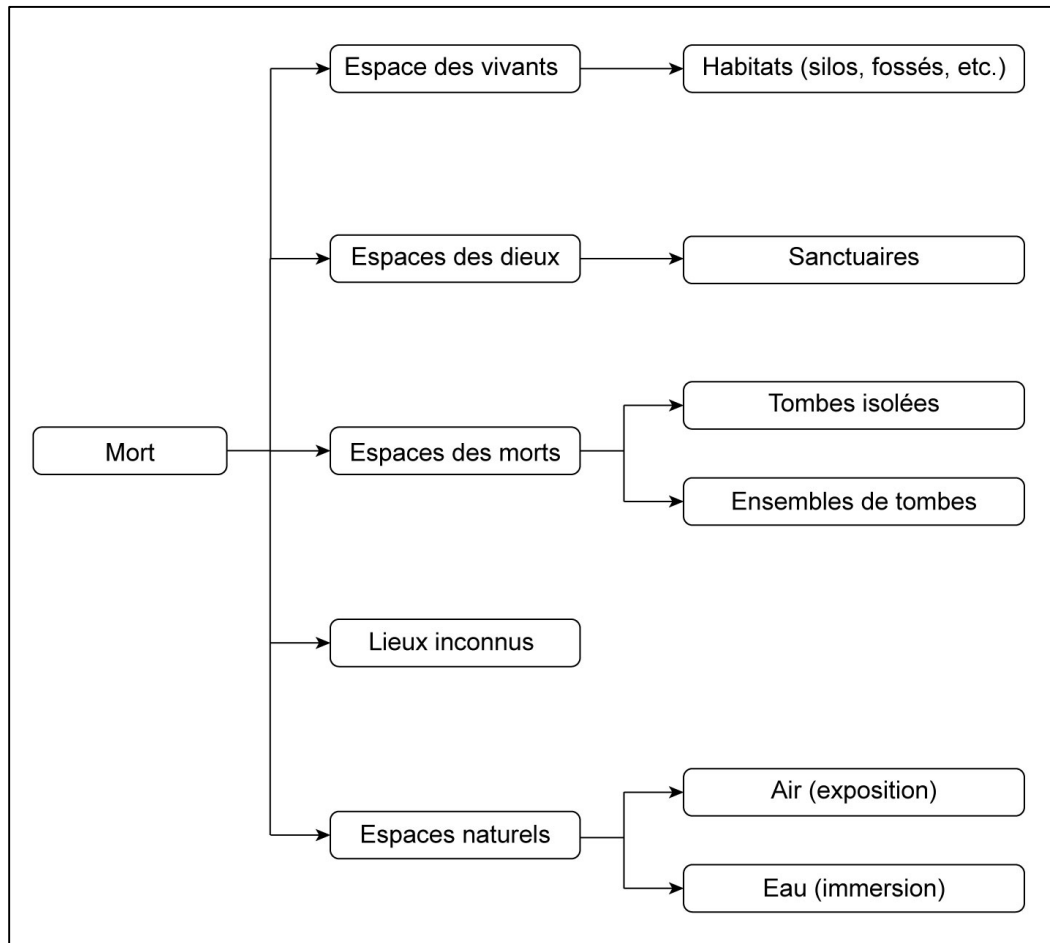 Espace des vivants
Habitats (silos, fossés, etc.)
Espaces des dieux
Sanctuaires
Mort
Espaces des morts
Tombes isolées
Ensembles de tombes
Lieux inconnus
Espaces naturels
Air (exposition)
Eau (immersion)